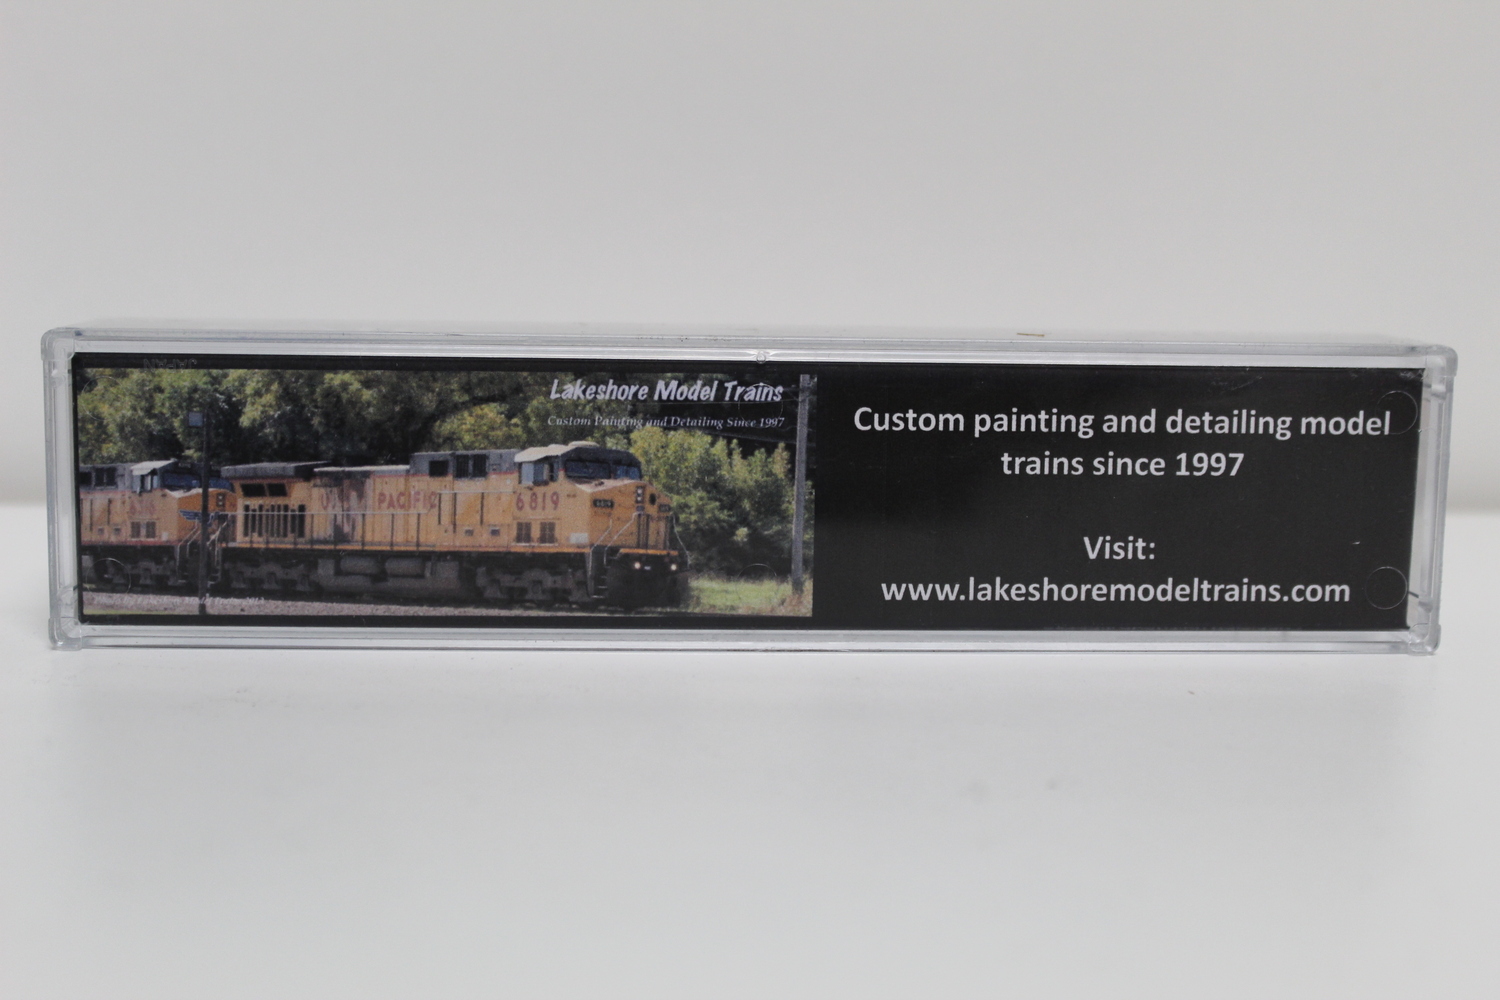 Lakeshore Model Trains
Custom Painting and Detailing Since 1997
PACIFIC
6819
Custom painting and detailing model
trains since 1997
Visit:
www.lakeshoremodeltrains.com